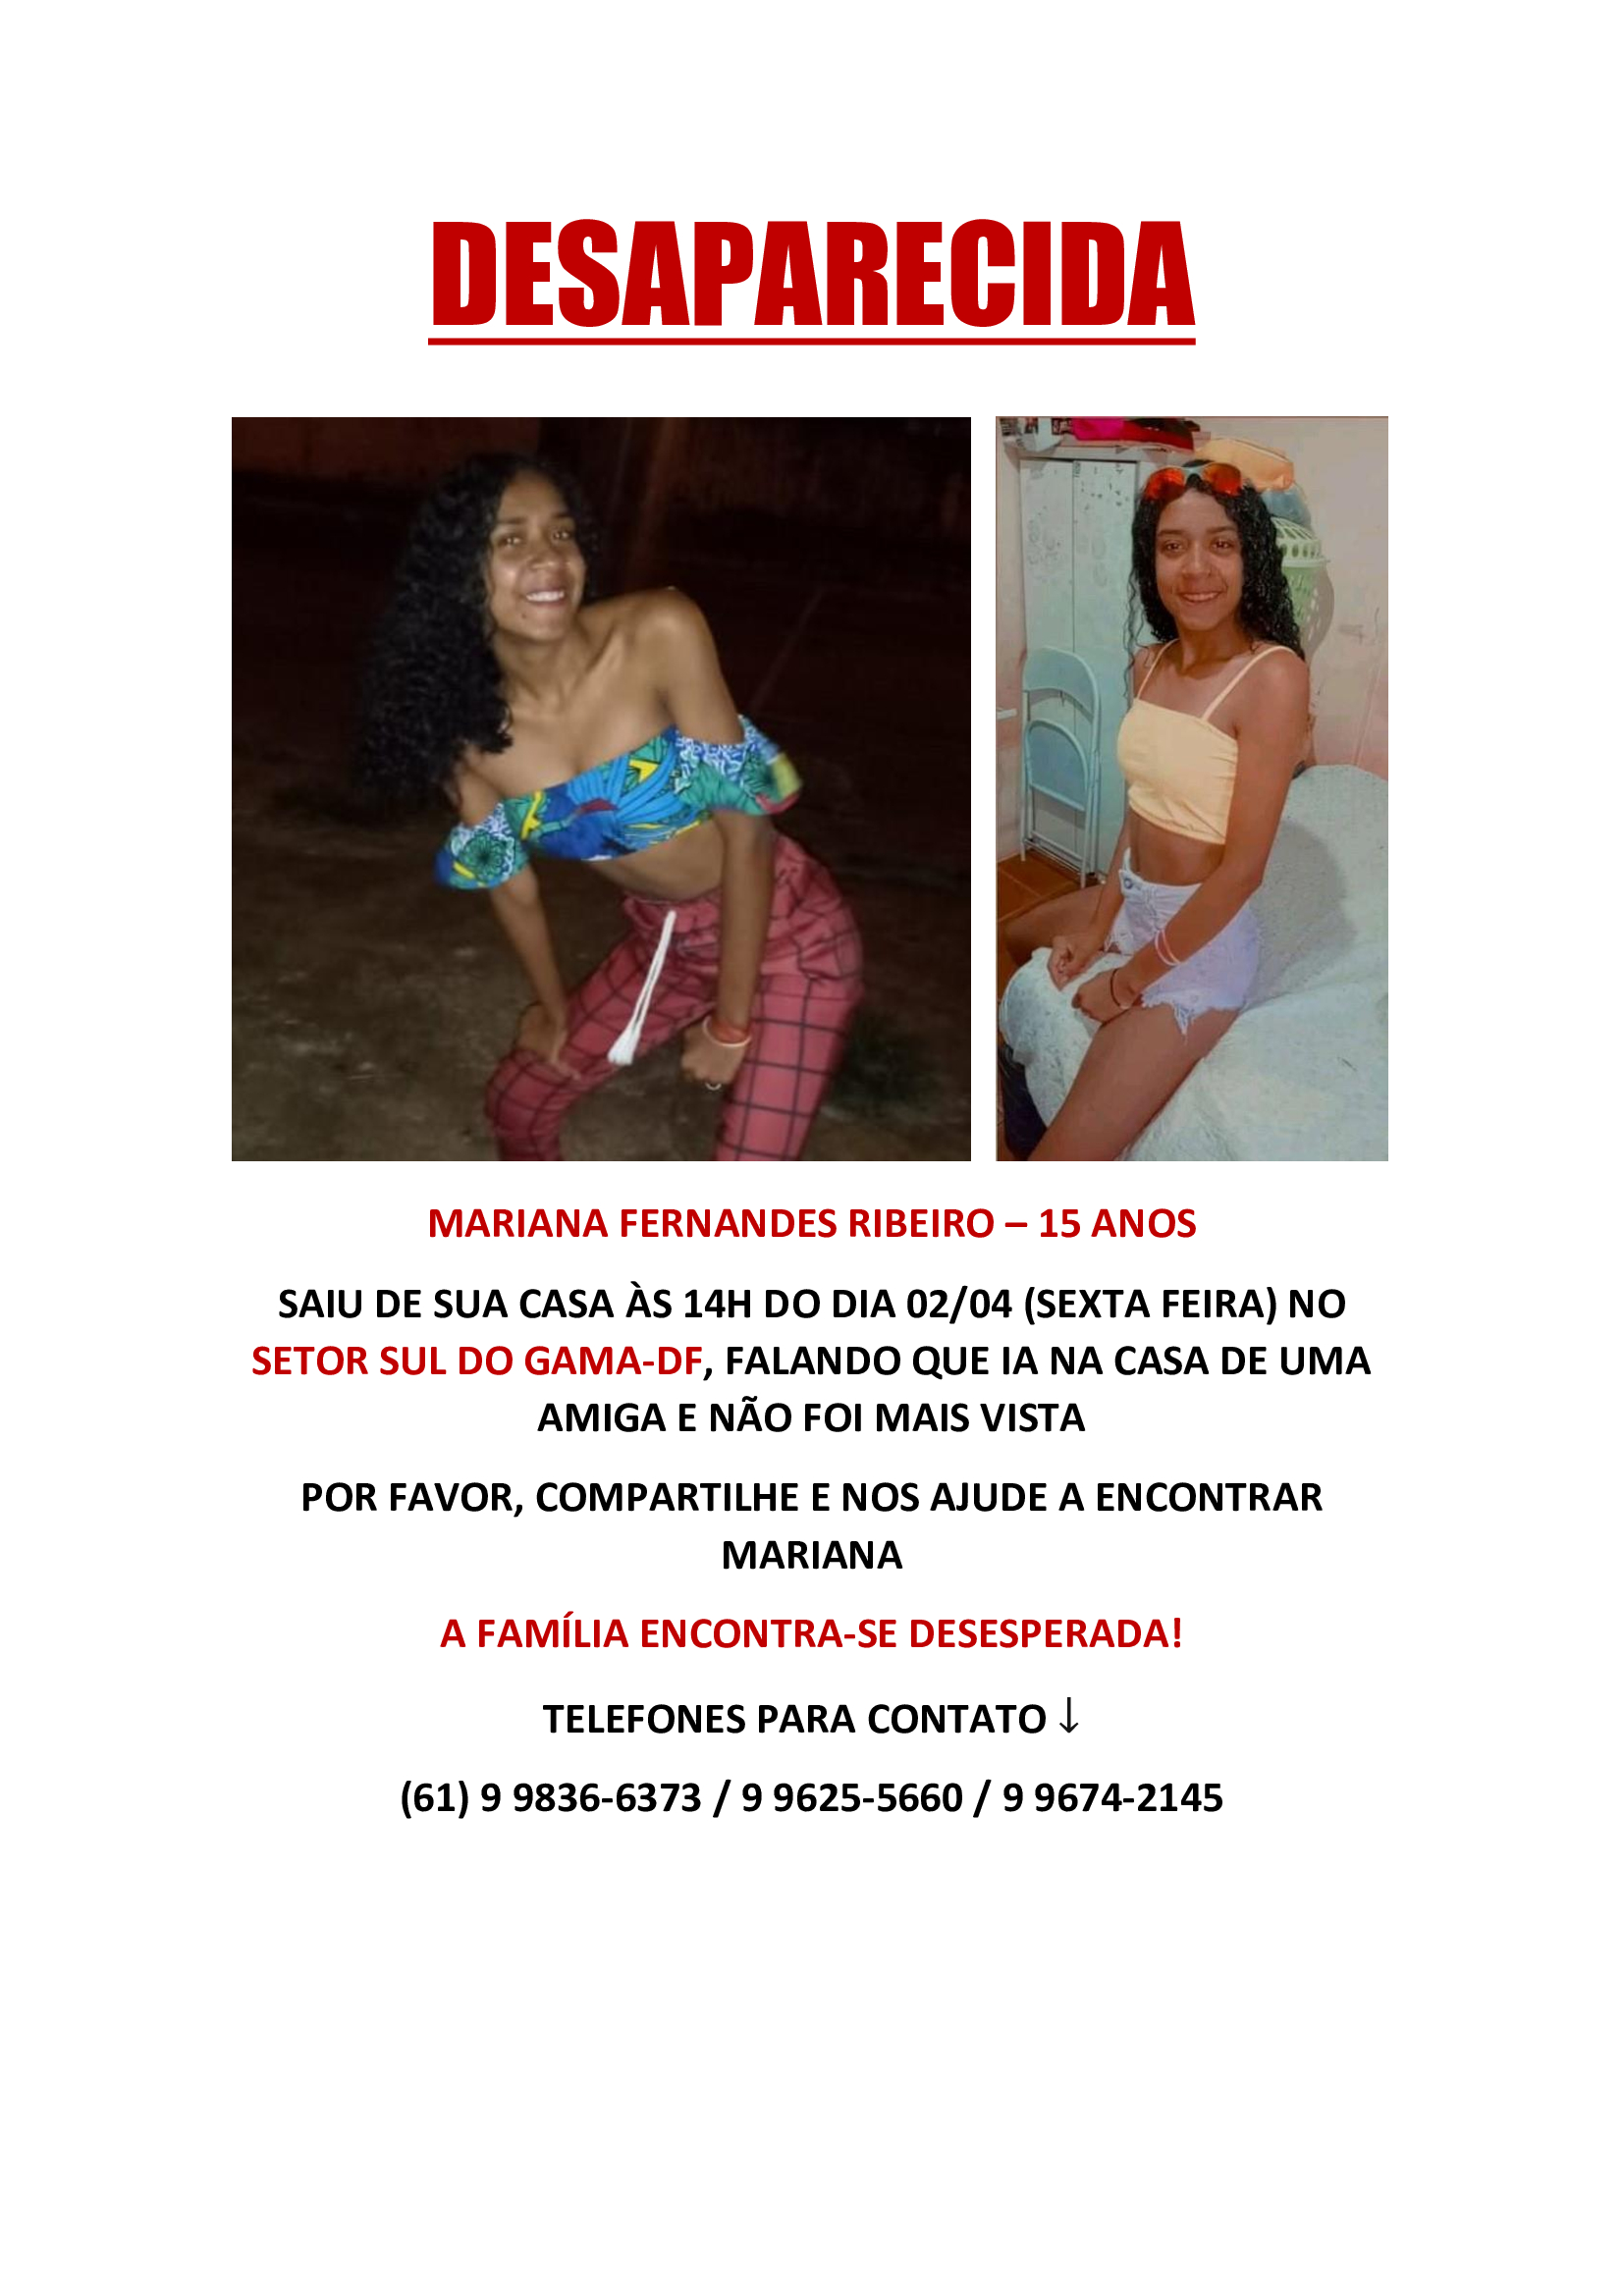 DESAPARECIDA
MARIANA FERNANDES RIBEIRO – 15 ANOS
SAIU DE SUA CASA ÀS 14H DO DIA 02/04 (SEXTA FEIRA) NO
SETOR SUL DO GAMA-DF, FALANDO QUE IA NA CASA DE UMA
AMIGA E NÃO FOI MAIS VISTA
POR FAVOR, COMPARTILHE E NOS AJUDE A ENCONTRAR
MARIANA
A FAMÍLIA ENCONTRA-SE DESESPERADA!
TELEFONES PARA CONTATO ↓
(61) 9 9836-6373 / 9 9625-5660 / 9 9674-2145